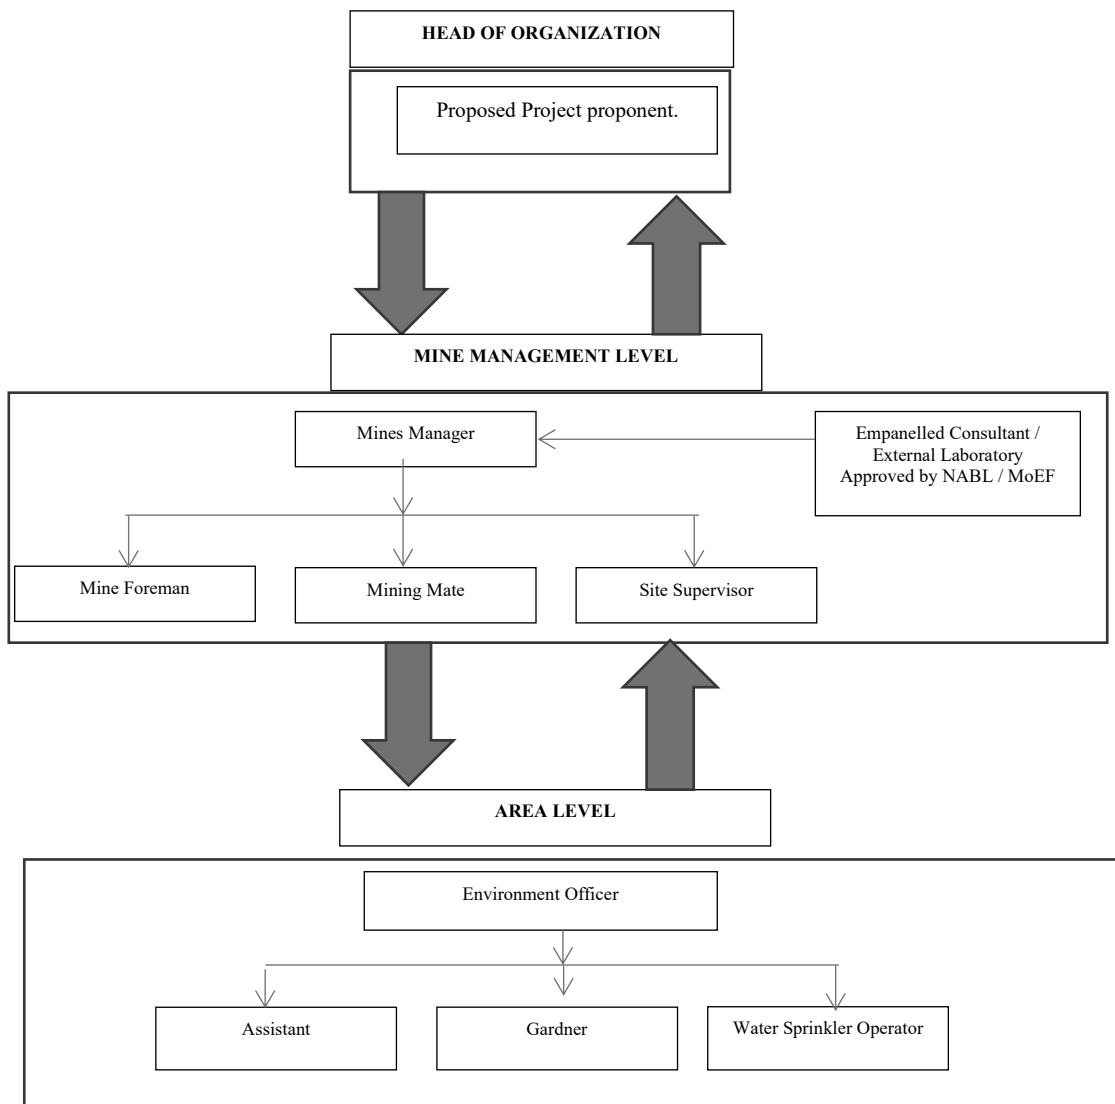 HEAD OF ORGANIZATION
Proposed Project proponent.
MINE MANAGEMENT LEVEL
Mines Manager
Empanelled Consultant /
External Laboratory
Approved by NABL / MoEF
Mine Foreman
Mining Mate
Site Supervisor
AREA LEVEL
Environment Officer
Assistant
Gardner
Water Sprinkler Operator